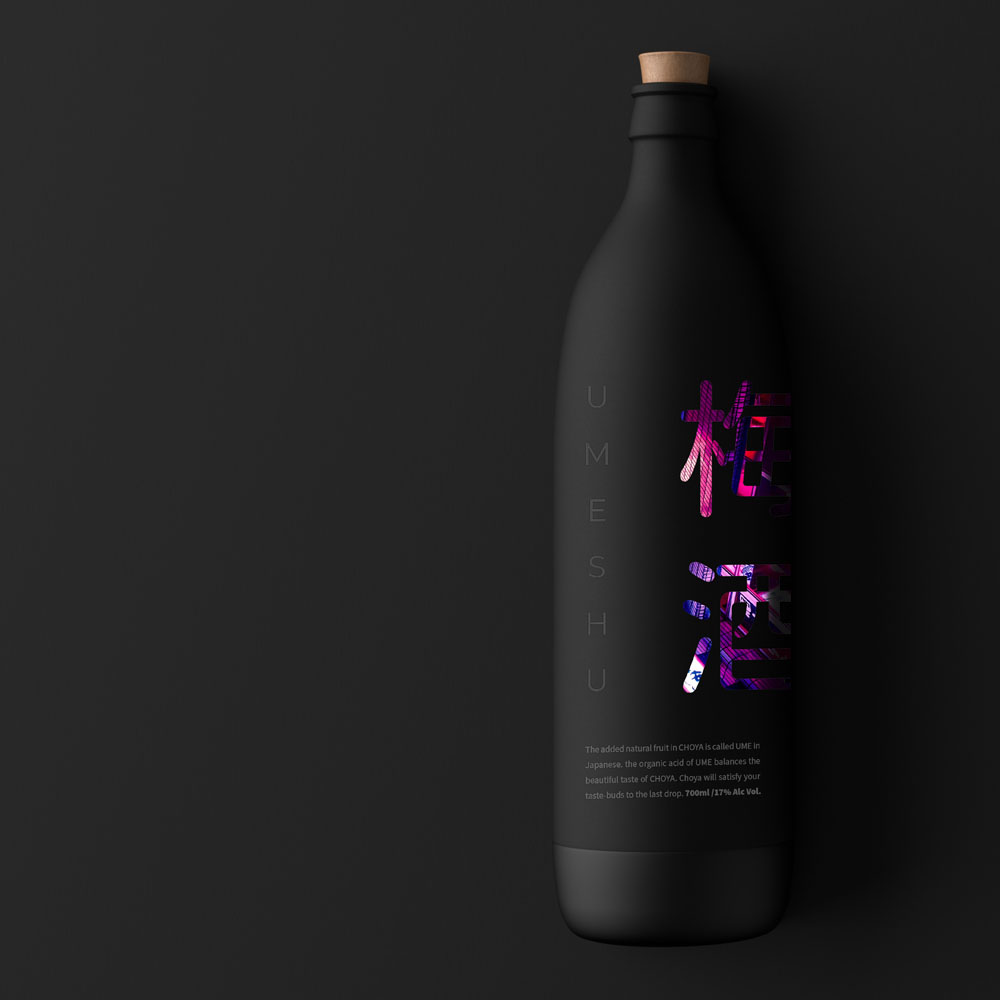 UMESHU
梅酒
The added natural fruit in CHOYA is called UME in
Japanese. the organic acid of UME balances the
beautiful taste of CHOYA. Choya will satisfy your
taste-buds to the last drop. 700ml /17% Alc Vol.